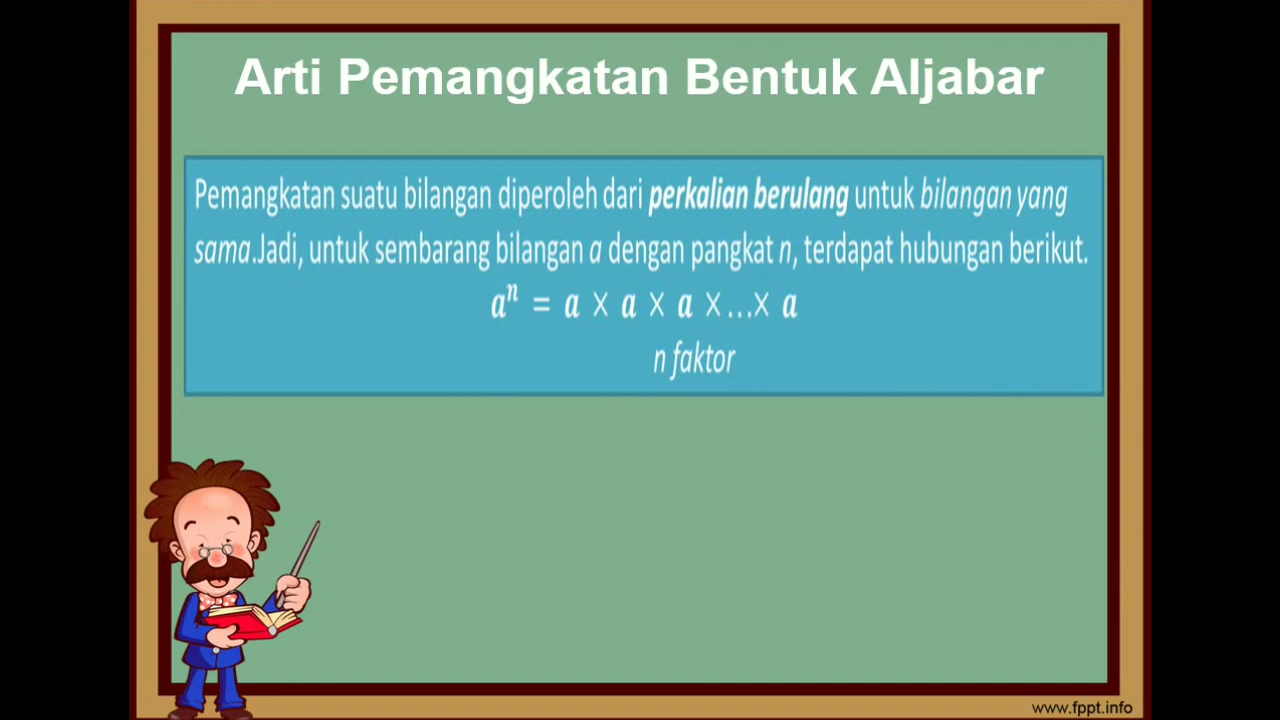 Arti Pemangkatan Bentuk Aljabar
Pemangkatan suatu bilangan diperoleh dari perkalian berulang untuk bilangan yang
sama.Jadi, untuk sembarang bilangan a dengan pangkat n, terdapat hubungan berikut.
aⁿ = a × a × a ×...× a
n faktor
www.fppt.info